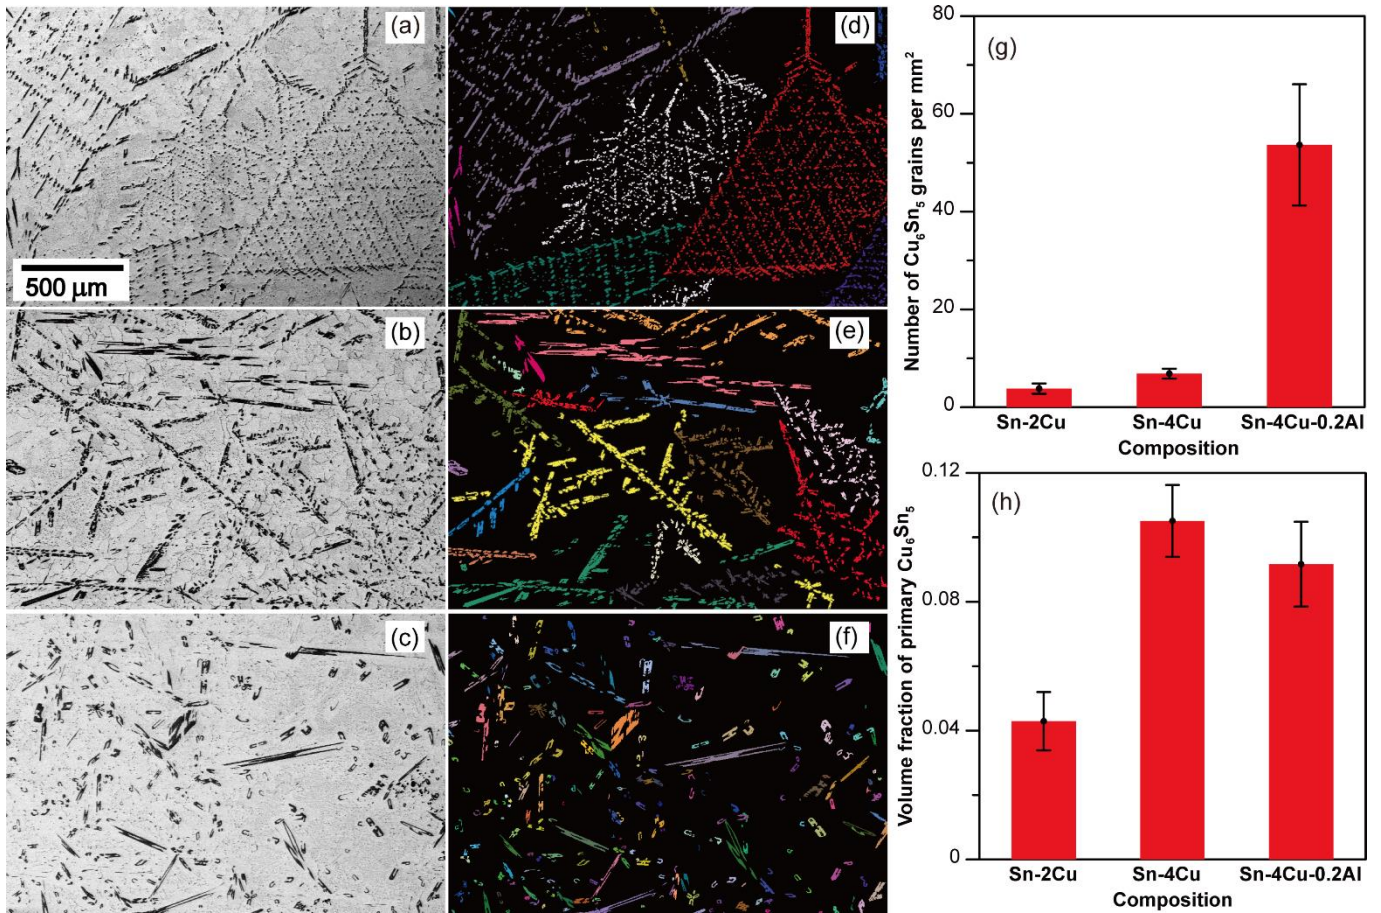 (a)
500 μm
(b)
(c)
(d)
(e)
(f)
(g)
Number of Cu₆Sn₅ grains per mm²
80
60
40
20
0
Sn-2Cu Sn-4Cu Sn-4Cu-0.2Al
Composition
(h)
Volume fraction of primary Cu₆Sn₅
0.12
0.08
0.04
0
Sn-2Cu Sn-4Cu Sn-4Cu-0.2Al
Composition